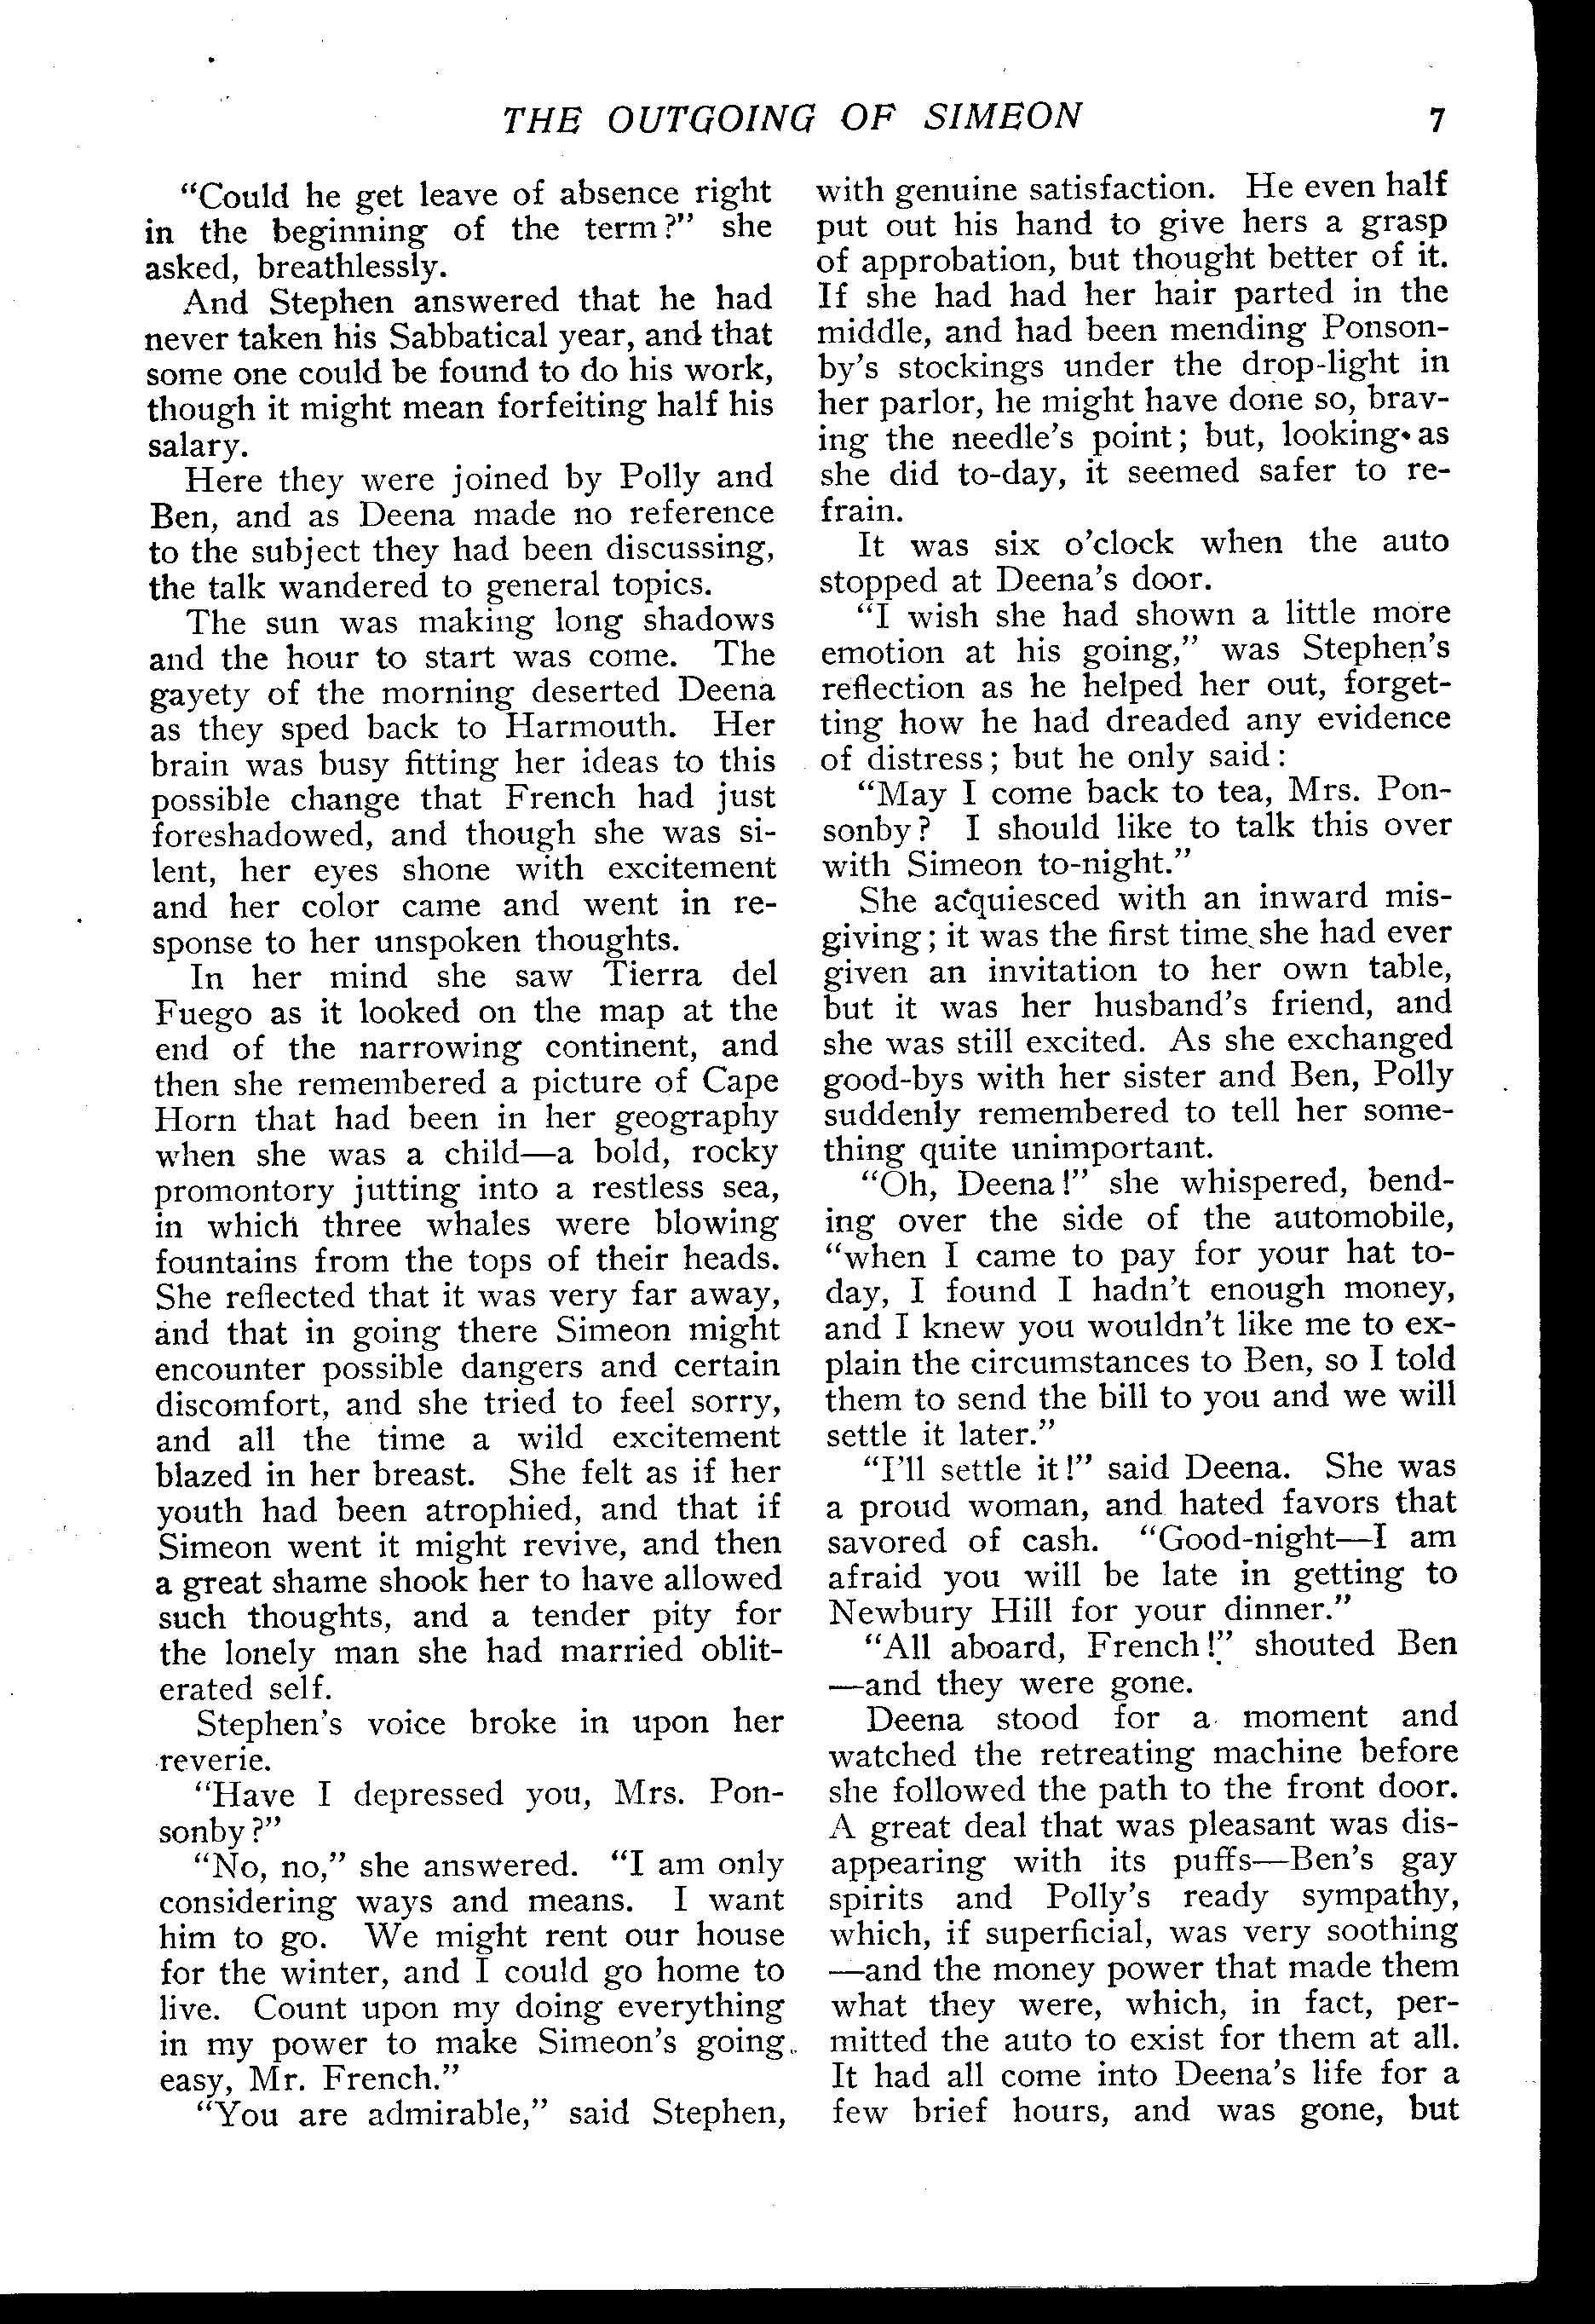 THE OUTGOING OF SIMEON 7
"Could he get leave of absence right
in the beginning of the term?" she
asked, breathlessly.
And Stephen answered that he had
never taken his Sabbatical year, and that
some one could be found to do his work,
though it might mean forfeiting half his
salary.
Here they were joined by Polly and
Ben, and as Deena made no reference
to the subject they had been discussing,
the talk wandered to general topics.
The sun was making long shadows
and the hour to start was come. The
gayety of the morning deserted Deena
as they sped back to Harmouth. Her
brain was busy fitting her ideas to this
possible change that French had just
foreshadowed, and though she was si-
lent, her eyes shone with excitement
and her color came and went in re-
sponse to her unspoken thoughts.
In her mind she saw Tierra del
Fuego as it looked on the map at the
end of the narrowing continent, and
then she remembered a picture of Cape
Horn that had been in her geography
when she was a child—a bold, rocky
promontory jutting into a restless sea,
in which three whales were blowing
fountains from the tops of their heads.
She reflected that it was very far away,
and that in going there Simeon might
encounter possible dangers and certain
discomfort, and she tried to feel sorry,
and all the time a wild excitement
blazed in her breast. She felt as if her
youth had been atrophied, and that if
Simeon went it might revive, and then
a great shame shook her to have allowed
such thoughts, and a tender pity for
the lonely man she had married oblit-
erated self.
Stephen's voice broke in upon her
reverie.
"Have I depressed you, Mrs. Pon-
sonby?"
"No, no," she answered. "I am only
considering ways and means. I want
him to go. We might rent our house
for the winter, and I could go home to
live. Count upon my doing everything
in my power to make Simeon's going
easy, Mr. French."
"You are admirable," said Stephen,
with genuine satisfaction. He even half
put out his hand to give hers a grasp
of approbation, but thought better of it.
If she had had her hair parted in the
middle, and had been mending Ponson-
by's stockings under the drop-light in
her parlor, he might have done so, brav-
ing the needle's point; but, looking as
she did to-day, it seemed safer to re-
frain.
It was six o'clock when the auto
stopped at Deena's door.
"I wish she had shown a little more
emotion at his going," was Stephen's
reflection as he helped her out, forget-
ting how he had dreaded any evidence
of distress; but he only said:
"May I come back to tea, Mrs. Pon-
sonby? I should like to talk this over
with Simeon to-night."
She acquiesced with an inward mis-
giving; it was the first time she had ever
given an invitation to her own table,
but it was her husband's friend, and
she was still excited. As she exchanged
good-bys with her sister and Ben, Polly
suddenly remembered to tell her some-
thing quite unimportant.
"Oh, Deena!" she whispered, bend-
ing over the side of the automobile,
"when I came to pay for your hat to-
day, I found I hadn't enough money,
and I knew you wouldn't like me to ex-
plain the circumstances to Ben, so I told
them to send the bill to you and we will
settle it later."
"I'll settle it!" said Deena. She was
a proud woman, and hated favors that
savored of cash. "Good-night—I am
afraid you will be late in getting to
Newbury Hill for your dinner."
"All aboard, French!" shouted Ben
—and they were gone.
Deena stood for a moment and
watched the retreating machine before
she followed the path to the front door.
A great deal that was pleasant was dis-
appearing with its puffs—Ben's gay
spirits and Polly's ready sympathy,
which, if superficial, was very soothing
—and the money power that made them
what they were, which, in fact, per-
mitted the auto to exist for them at all.
It had all come into Deena's life for a
few brief hours, and was gone, but